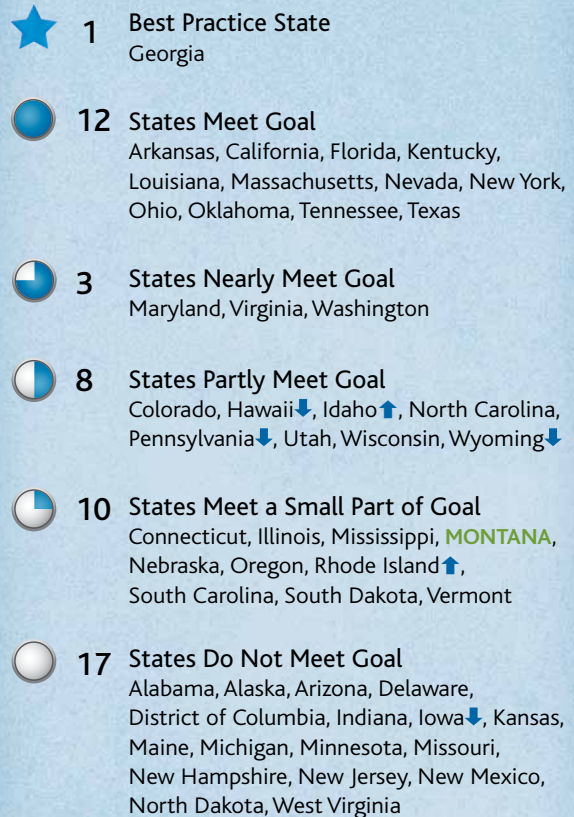 1 Best Practice State
Georgia
12 States Meet Goal
Arkansas, California, Florida, Kentucky,
Louisiana, Massachusetts, Nevada, New York,
Ohio, Oklahoma, Tennessee, Texas
3 States Nearly Meet Goal
Maryland, Virginia, Washington
8 States Partly Meet Goal
Colorado, Hawaii⬇, Idaho⬆, North Carolina,
Pennsylvania⬇, Utah, Wisconsin, Wyoming⬇
10 States Meet a Small Part of Goal
Connecticut, Illinois, Mississippi, MONTANA,
Nebraska, Oregon, Rhode Island⬆,
South Carolina, South Dakota, Vermont
17 States Do Not Meet Goal
Alabama, Alaska, Arizona, Delaware,
District of Columbia, Indiana, Iowa⬇, Kansas,
Maine, Michigan, Minnesota, Missouri,
New Hampshire, New Jersey, New Mexico,
North Dakota, West Virginia